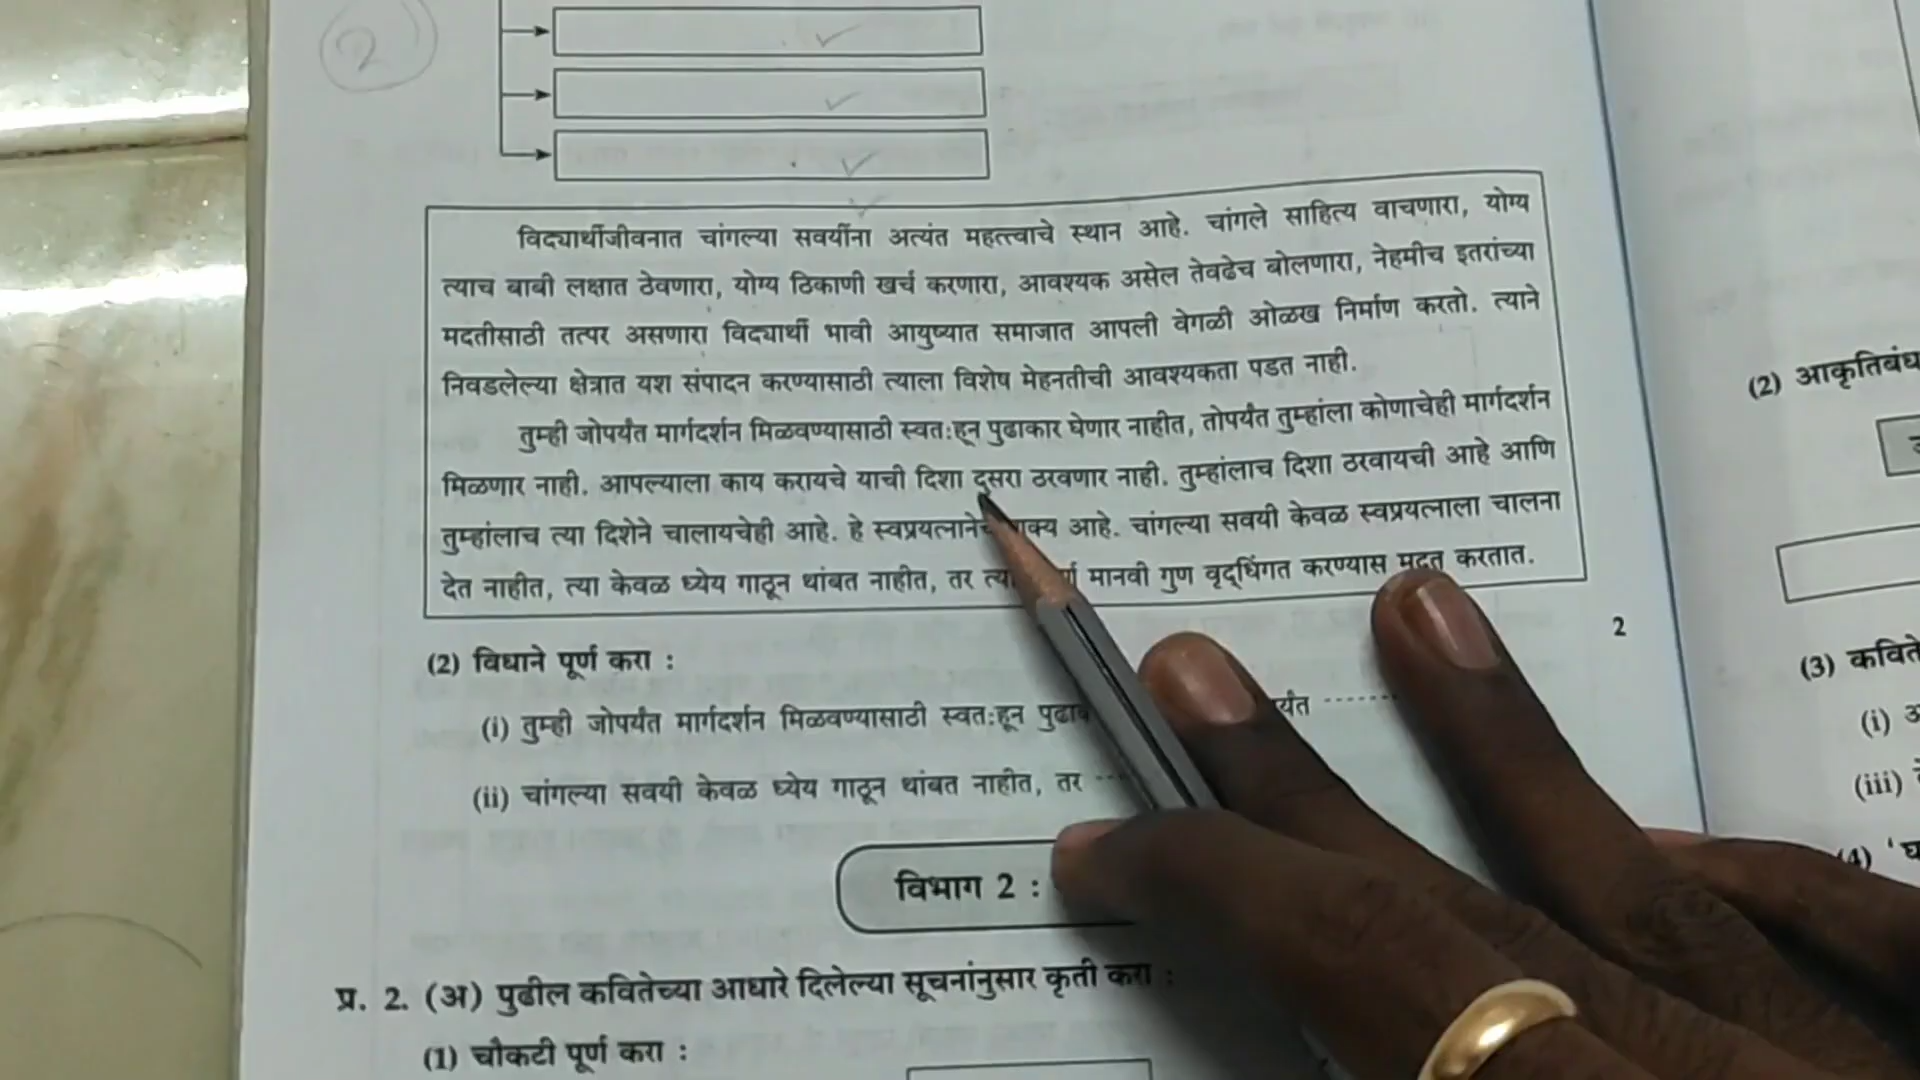 2
विद्यार्थीजीवनात चांगल्या सवयींना अत्यंत महत्त्वाचे स्थान आहे. चांगले साहित्य वाचणारा, योग्य
त्याच बाबी लक्षात ठेवणारा, योग्य ठिकाणी खर्च करणारा, आवश्यक असेल तेवढेच बोलणारा, नेहमीच इतरांच्या
मदतीसाठी तत्पर असणारा विद्यार्थी भावी आयुष्यात समाजात आपली वेगळी ओळख निर्माण करतो. त्याने
निवडलेल्या क्षेत्रात यश संपादन करण्यासाठी त्याला विशेष मेहनतीची आवश्यकता पडत नाही.
तुम्ही जोपर्यंत मार्गदर्शन मिळवण्यासाठी स्वत:हून पुढाकार घेणार नाहीत, तोपर्यंत तुम्हांला कोणाचेही मार्गदर्शन
मिळणार नाही. आपल्याला काय करायचे याची दिशा दुसरा ठरवणार नाही. तुम्हांलाच दिशा ठरवायची आहे आणि
तुम्हांलाच त्या दिशेने चालायचेही आहे. हे स्वप्रयत्नानेच आहे. चांगल्या सवयी केवळ स्वप्रयत्नाला चालना
देत नाहीत, त्या केवळ ध्येय गाठून थांबत नाहीत, तर मानवी गुण वृद्धिंगत करण्यास मदत करतात.
2
(2) विधाने पूर्ण करा :
(i) तुम्ही जोपर्यंत मार्गदर्शन मिळवण्यासाठी स्वत:हून
(ii) चांगल्या सवयी केवळ ध्येय गाठून थांबत नाहीत, तर
विभाग 2 :
प्र. 2. (अ) पुढील कवितेच्या आधारे दिलेल्या सूचनांनुसार कृती करा :
(1) चौकटी पूर्ण करा :
(2) आकृतिबंध
(3)
(i)
(iii)
(4)